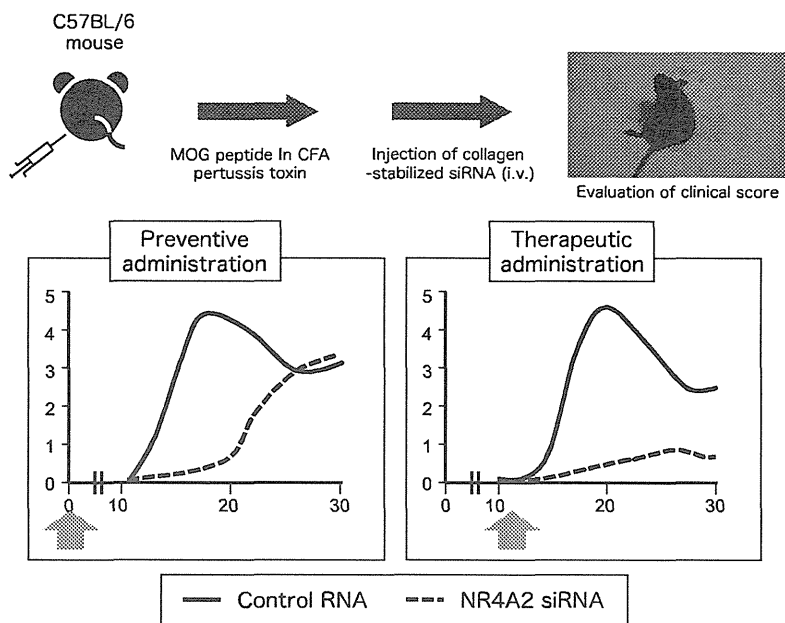 C57BL/6
mouse
MOG peptide In CFA
pertussis toxin
Injection of collagen
-stabilized siRNA (i.v.)
Evaluation of clinical score
Preventive
administration
5
4
3
2
1
0
0 10 20 30
Therapeutic
administration
5
4
3
2
1
0
0 10 20 30
Control RNA NR4A2 siRNA